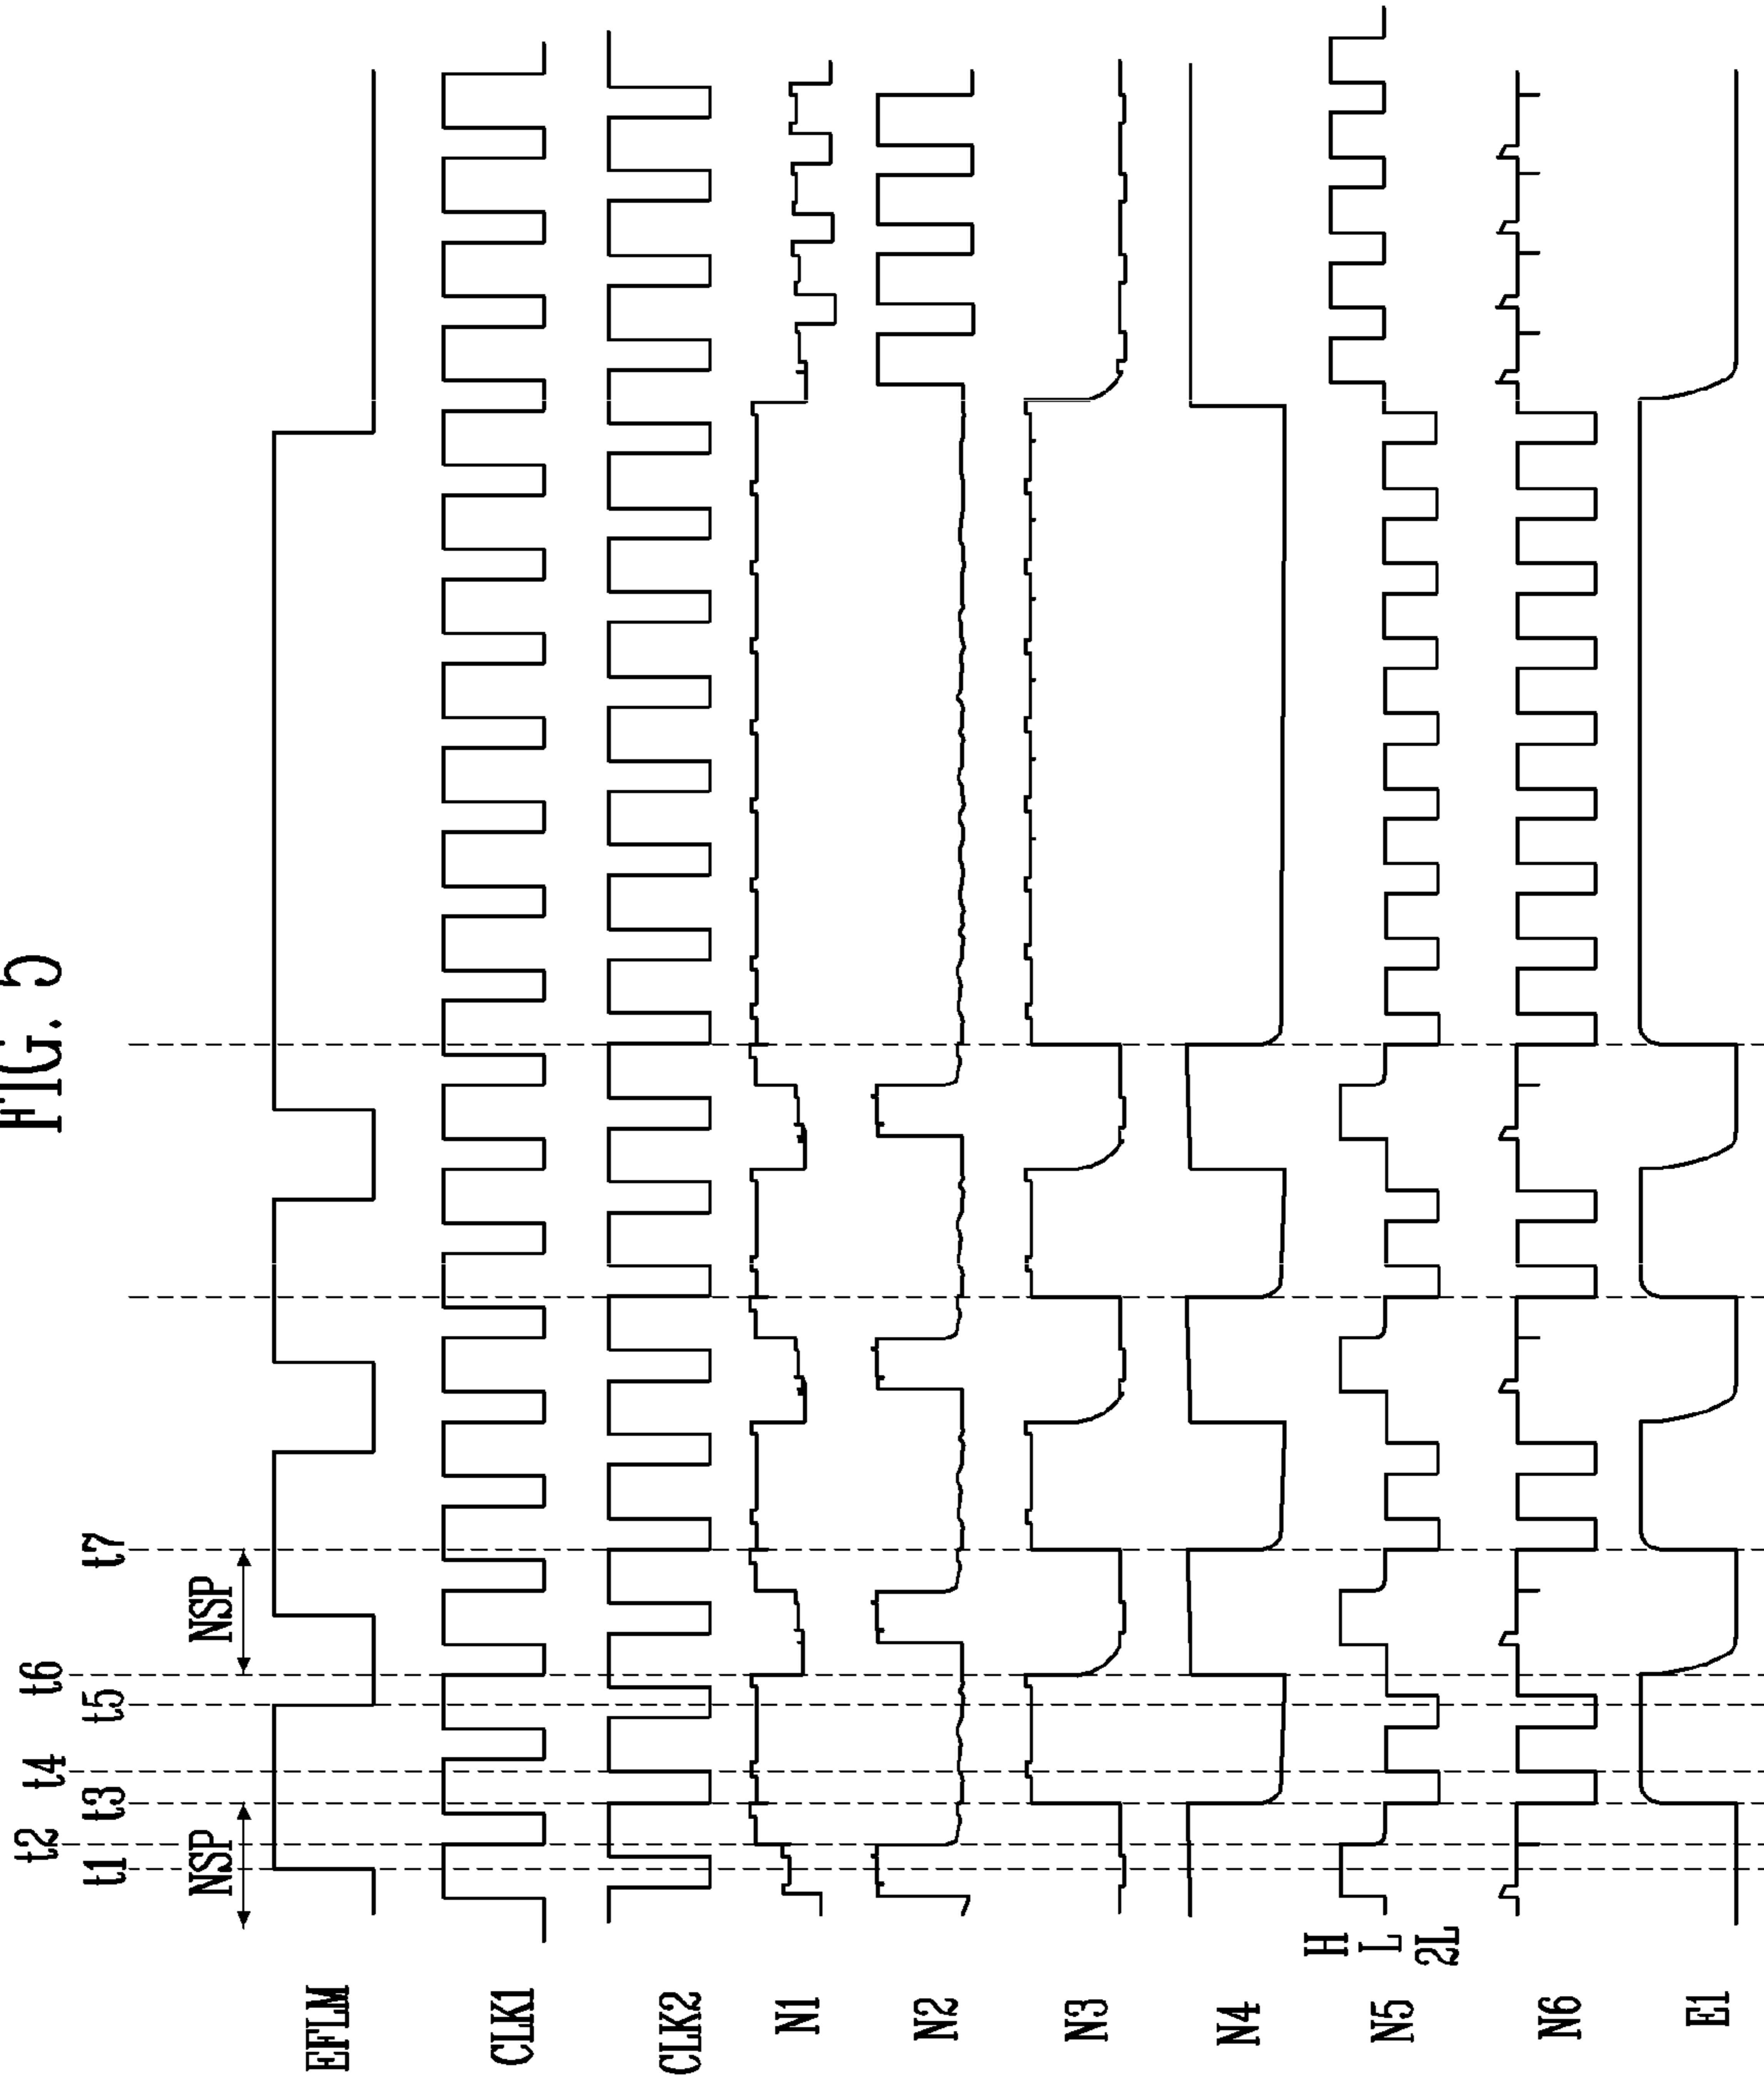 FIG. 5
t2 t4 t6
t1 t3 t5 t7
NSP NSP
EFLM
CLK1
CLK2
N1
N2
N3
N4
H
L
2L
N5
N6
E1